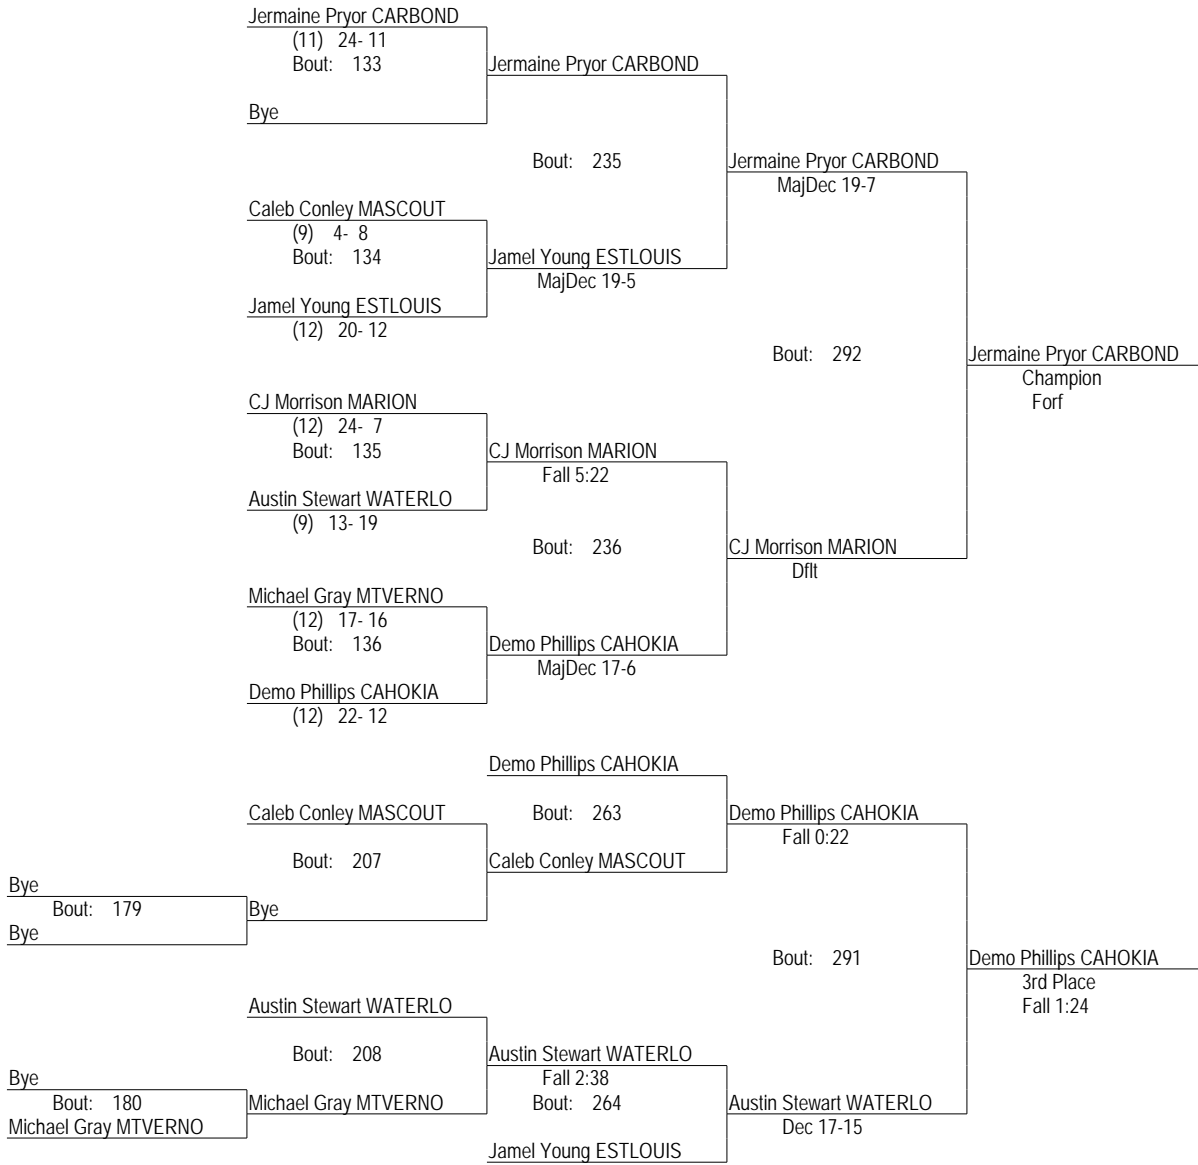 Jermaine Pryor CARBOND
(11) 24- 11
Bout: 133
Jermaine Pryor CARBOND
Bye
Bout: 235
Jermaine Pryor CARBOND
MajDec 19-7
Caleb Conley MASCOUT
(9) 4- 8
Bout: 134
Jamel Young ESTLOUIS
MajDec 19-5
Jamel Young ESTLOUIS
(12) 20- 12
Bout: 292
Jermaine Pryor CARBOND
Champion
Forf
CJ Morrison MARION
(12) 24- 7
Bout: 135
CJ Morrison MARION
Fall 5:22
Austin Stewart WATERLO
(9) 13- 19
Bout: 236
CJ Morrison MARION
Dflt
Michael Gray MTVERNO
(12) 17- 16
Bout: 136
Demo Phillips CAHOKIA
MajDec 17-6
Demo Phillips CAHOKIA
(12) 22- 12
Demo Phillips CAHOKIA
Caleb Conley MASCOUT
Bout: 263
Demo Phillips CAHOKIA
Fall 0:22
Bout: 207
Caleb Conley MASCOUT
Bye
Bout: 179
Bye
Bye
Bout: 291
Demo Phillips CAHOKIA
3rd Place
Fall 1:24
Austin Stewart WATERLO
Bout: 208
Austin Stewart WATERLO
Fall 2:38
Bye
Bout: 180
Michael Gray MTVERNO
Bout: 264
Austin Stewart WATERLO
Dec 17-15
Michael Gray MTVERNO
Jamel Young ESTLOUIS